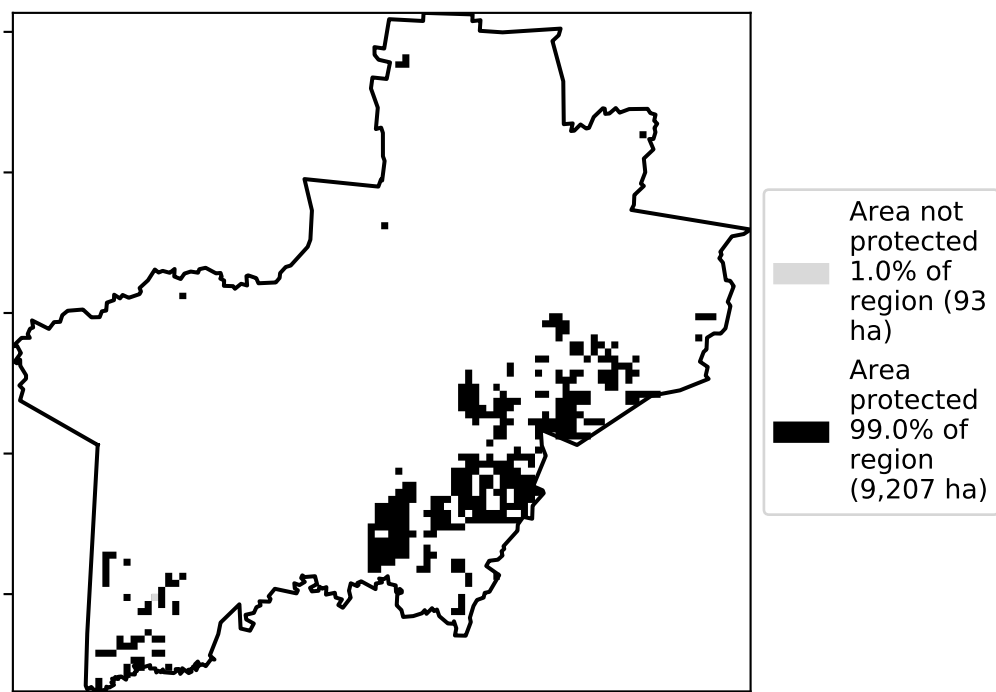 Area not
protected
1.0% of
region (93
ha)
Area
protected
99.0% of
region
(9,207 ha)